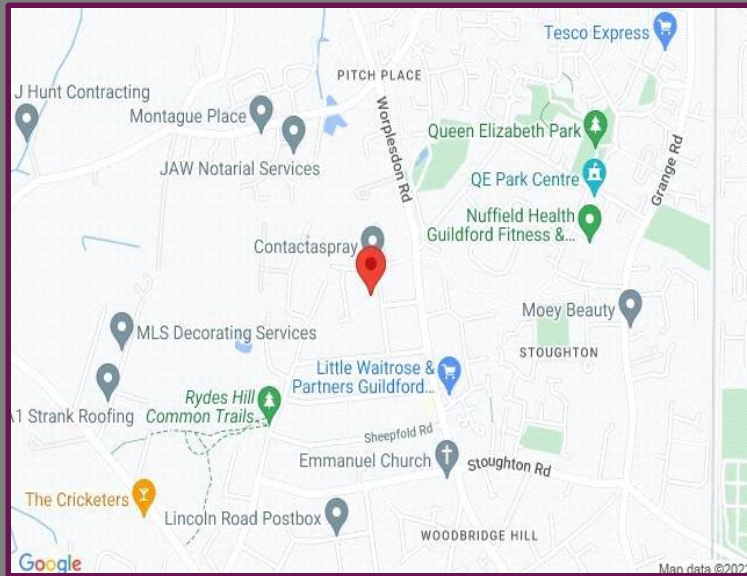 Tesco Express
PITCH PLACE
J Hunt Contracting
Montague Place
Worplesdon Rd
Queen Elizabeth Park
JAW Notarial Services
QE Park Centre
Grange Rd
Nuffield Health
Guildford Fitness &...
Contactaspray
Moey Beauty
MLS Decorating Services
STOUGHTON
Little Waitrose &
Partners Guildford...
Rydes Hill
Common Trails
A1 Strank Roofing
Sheepfold Rd
Emmanuel Church
Stoughton Rd
The Cricketers
Lincoln Road Postbox
WOODBRIDGE HILL
Google
Map data ©202